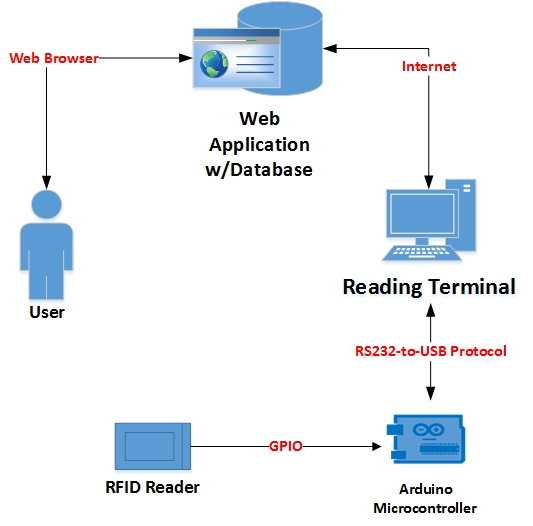 Web Browser
Internet
Web
Application
w/Database
User
Reading Terminal
RS232-to-USB Protocol
GPIO
RFID Reader
Arduino
Microcontroller